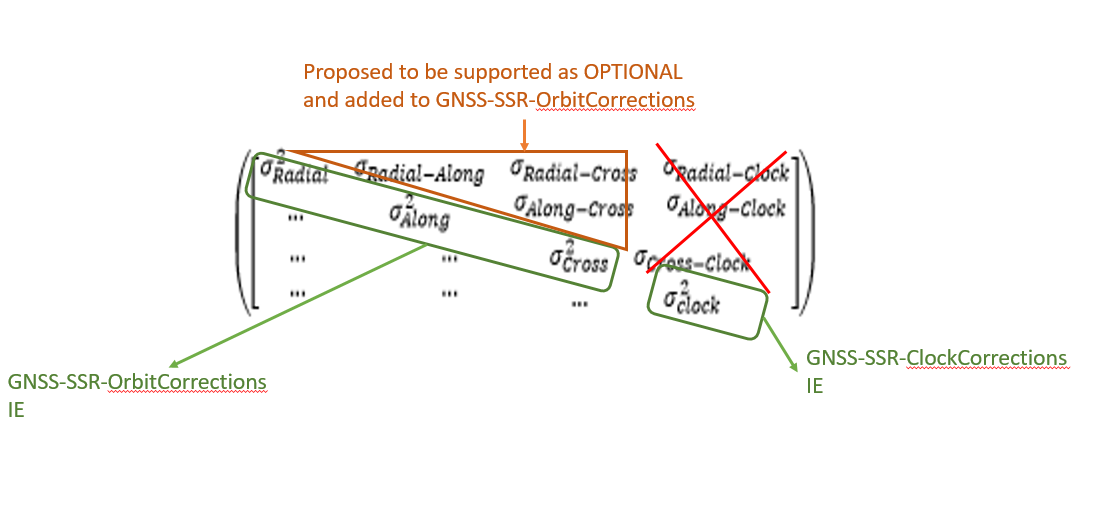 Proposed to be supported as OPTIONAL
and added to GNSS-SSR-OrbitCorrections
σ²Radial σRadial−Along σRadial−Cross σRadial−Clock
... σ²Along σAlong−Cross σAlong−Clock
... ... σ²Cross σCross−Clock
... ... ... σ²clock
GNSS-SSR-ClockCorrections
IE
GNSS-SSR-OrbitCorrections
IE